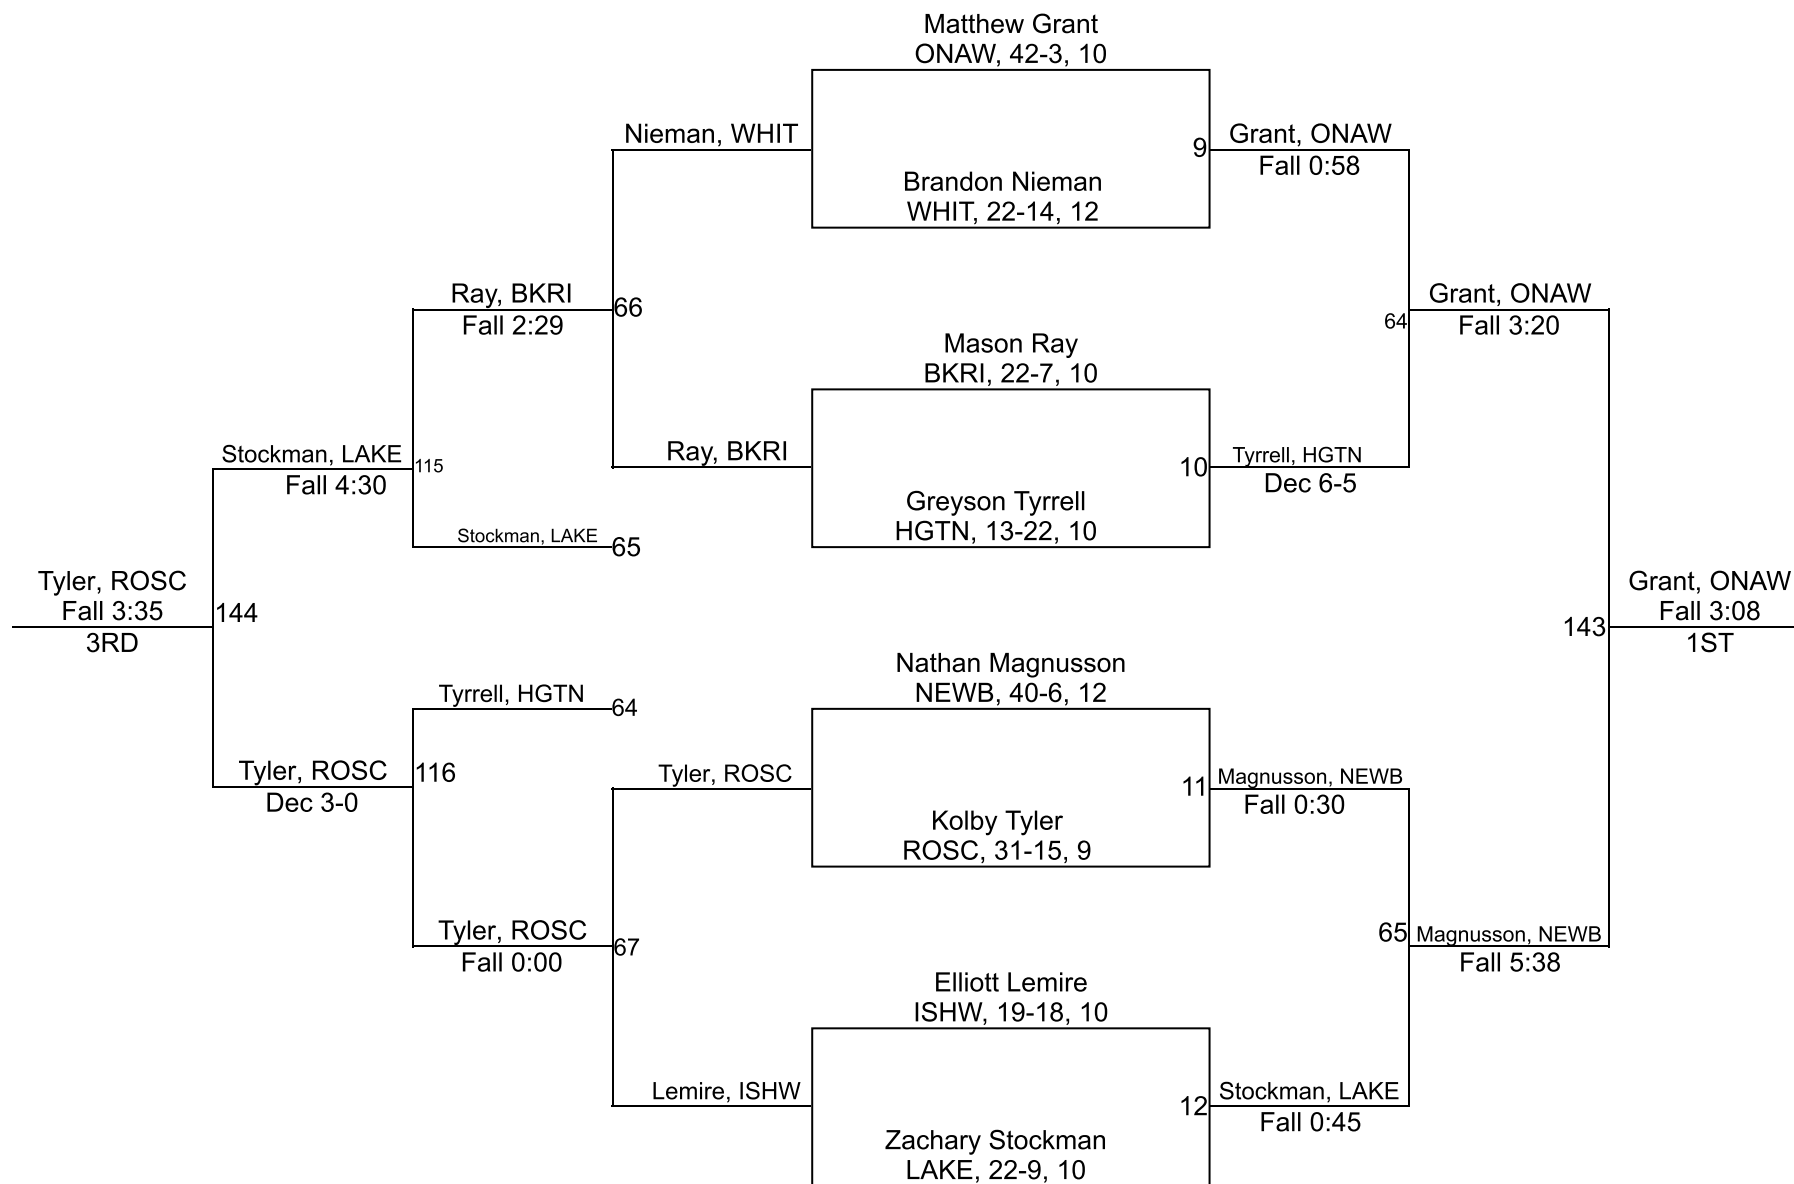 Matthew Grant
ONAW, 42-3, 10
Nieman, WHIT
9
Grant, ONAW
Fall 0:58
Brandon Nieman
WHIT, 22-14, 12
Ray, BKRI
Fall 2:29
66
Grant, ONAW
64
Fall 3:20
Mason Ray
BKRI, 22-7, 10
Stockman, LAKE
Fall 4:30
115
Ray, BKRI
10
Tyrrell, HGTN
Dec 6-5
Greyson Tyrrell
HGTN, 13-22, 10
Stockman, LAKE
65
Tyler, ROSC
Fall 3:35
3RD
144
143
Grant, ONAW
Fall 3:08
1ST
Nathan Magnusson
NEWB, 40-6, 12
Tyrrell, HGTN
64
Tyler, ROSC
Dec 3-0
116
Tyler, ROSC
11
Magnusson, NEWB
Fall 0:30
Kolby Tyler
ROSC, 31-15, 9
Tyler, ROSC
Fall 0:00
67
65
Magnusson, NEWB
Fall 5:38
Elliott Lemire
ISHW, 19-18, 10
Lemire, ISHW
12
Stockman, LAKE
Fall 0:45
Zachary Stockman
LAKE, 22-9, 10